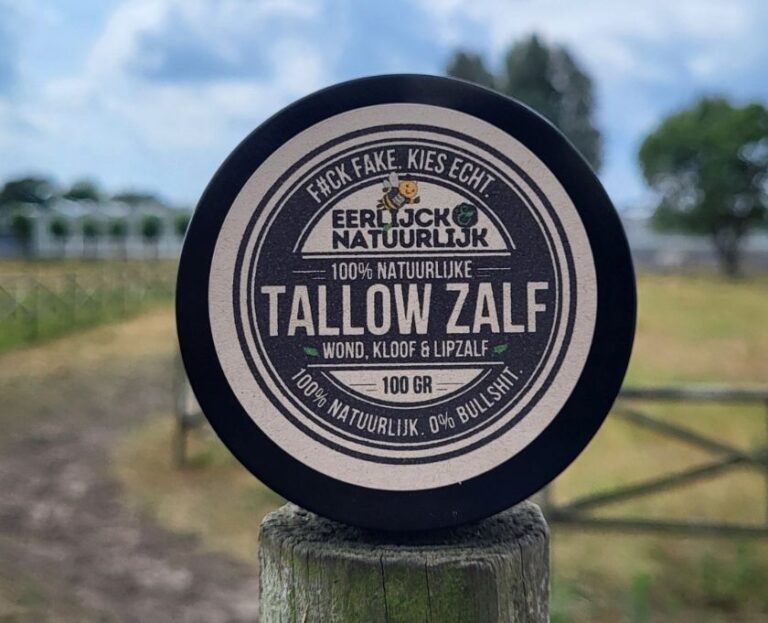 F#CK FAKE. KIES ECHT.
EERLIJCK
NATUURLIJK
100% NATUURLIJKE
TALLOW ZALF
WOND, KLOOF & LIPZALF
100 GR
100% NATUURLIJK. 0% BULLSHIT.